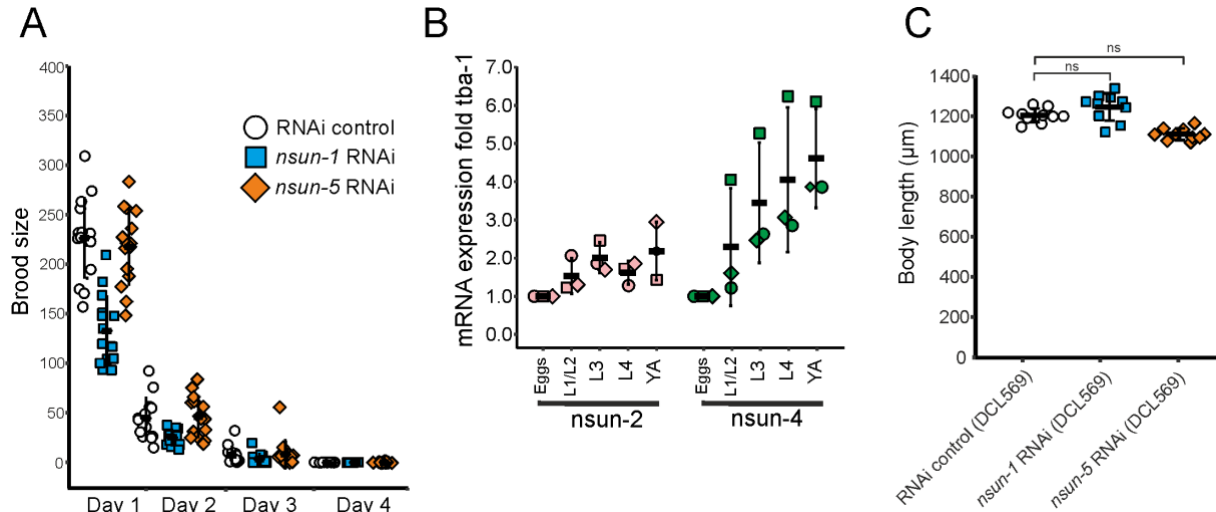 A
Brood size
400
350
300
250
200
150
100
50
0
RNAi control
nsun-1 RNAi
nsun-5 RNAi
Day 1 Day 2 Day 3 Day 4
B
mRNA expression fold tba-1
7.0
6.0
5.0
4.0
3.0
2.0
1.0
0.0
Eggs
L1/L2
L3
L4
YA
Eggs
L1/L2
L3
L4
YA
nsun-2 nsun-4
C
ns
ns
Body length (µm)
1400
1200
1000
800
600
400
200
0
RNAi control (DCL569)
nsun-1 RNAi (DCL569)
nsun-5 RNAi (DCL569)